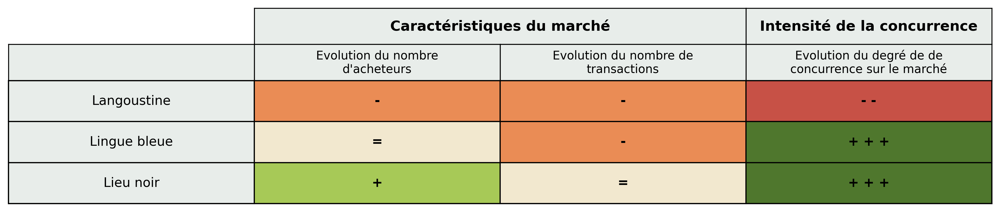 Caractéristiques du marché
Intensité de la concurrence
Evolution du nombre
d'acheteurs
Evolution du nombre de
transactions
Evolution du degré de de
concurrence sur le marché
Langoustine
-
-
- -
Lingue bleue
=
-
+ + +
Lieu noir
+
=
+ + +